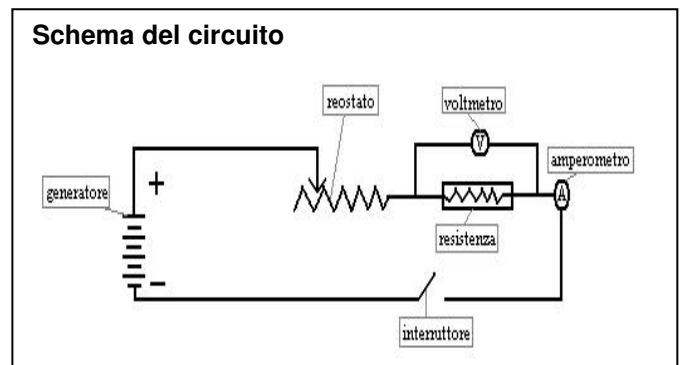 Schema del circuito
reostato
voltmetro
V
amperometro
generatore
+
A
resistenza
−
interruttore